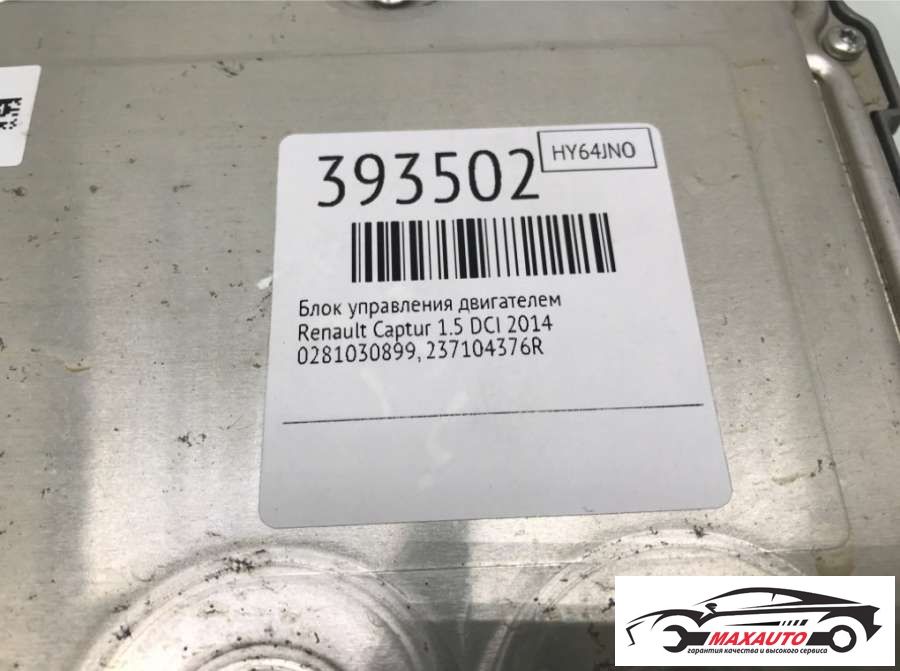 393502
HY64JNO
Блок управления двигателем
Renault Captur 1.5 DCI 2014
0281030899, 237104376R
MAXAUTO
гарантия качества и высокого сервиса